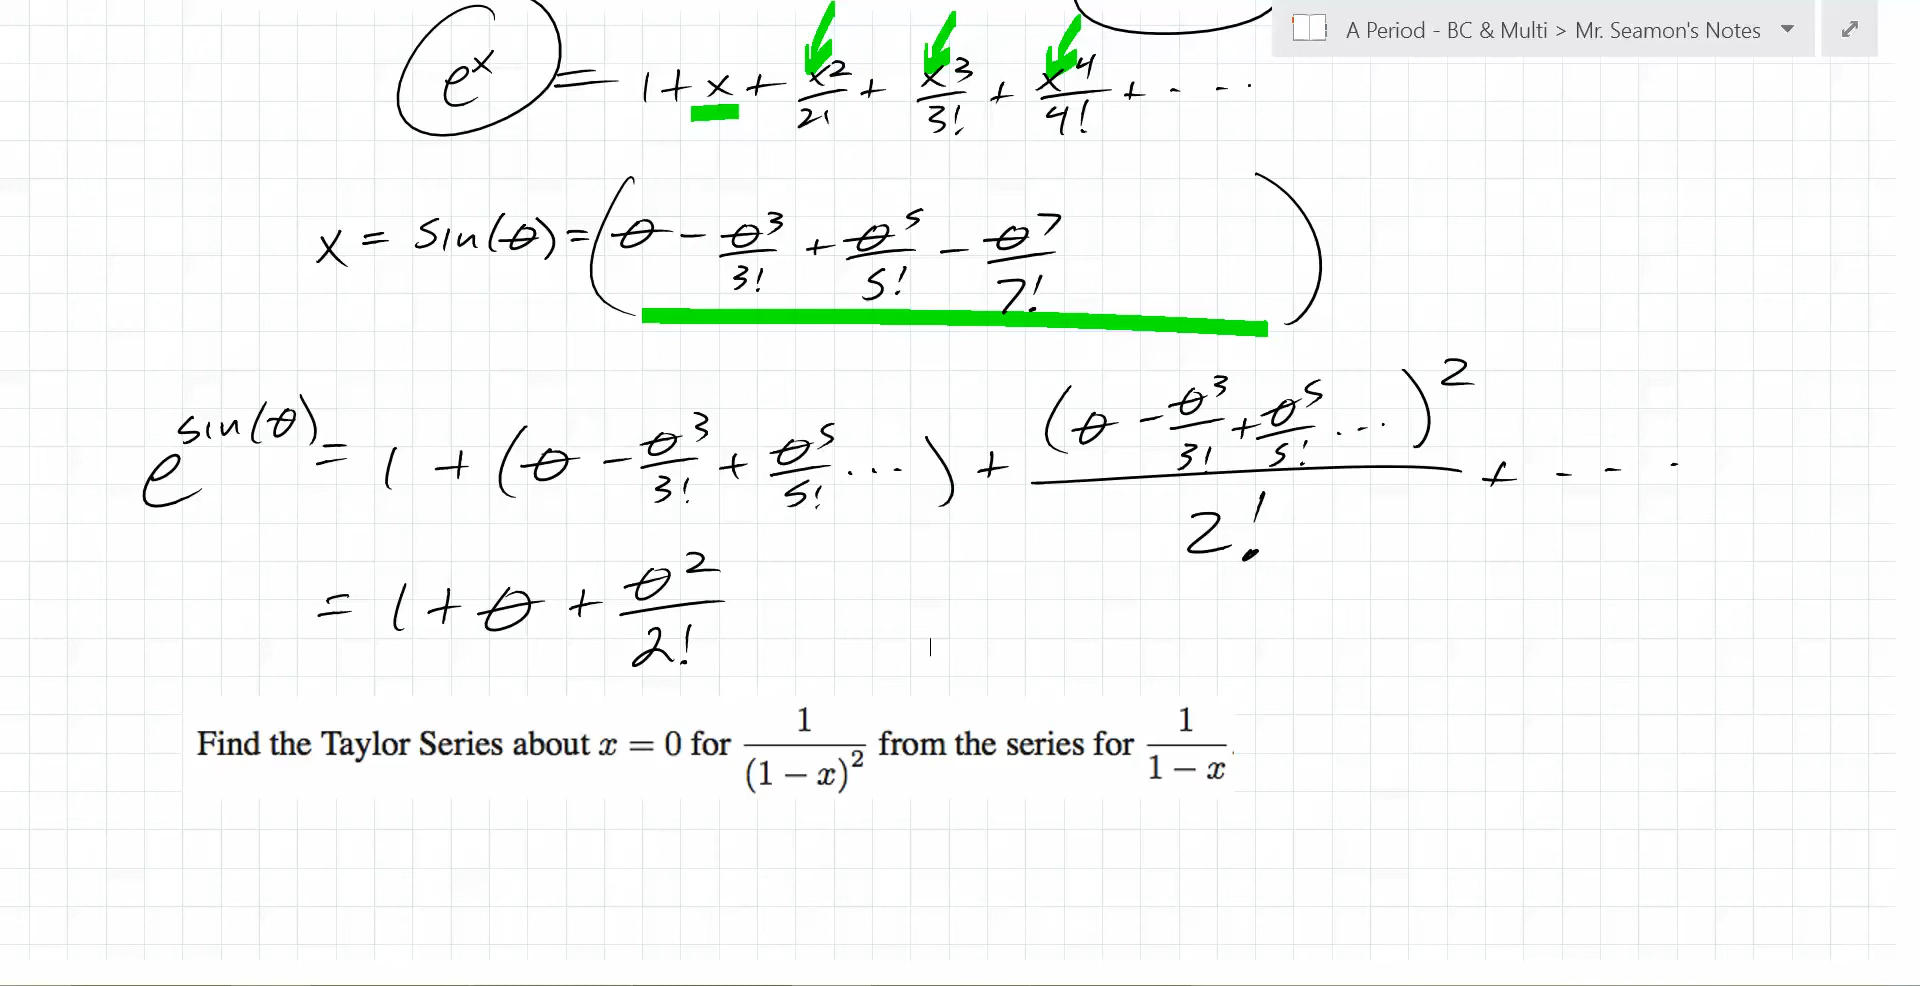 A Period - BC & Multi > Mr. Seamon's Notes
e^x = 1 + x + x^2/2! + x^3/3! + x^4/4! + - - .
x = sin(θ) = (θ - θ^3/3! + θ^5/5! - θ^7/7! )
e^sin(θ) = 1 + (θ - θ^3/3! + θ^5/5! ...) + (θ - θ^3/3! + θ^5/5! ...)^2/2! + - - .
= 1 + θ + θ^2/2!
Find the Taylor Series about x = 0 for 1/(1 − x)^2 from the series for 1/(1 − x).